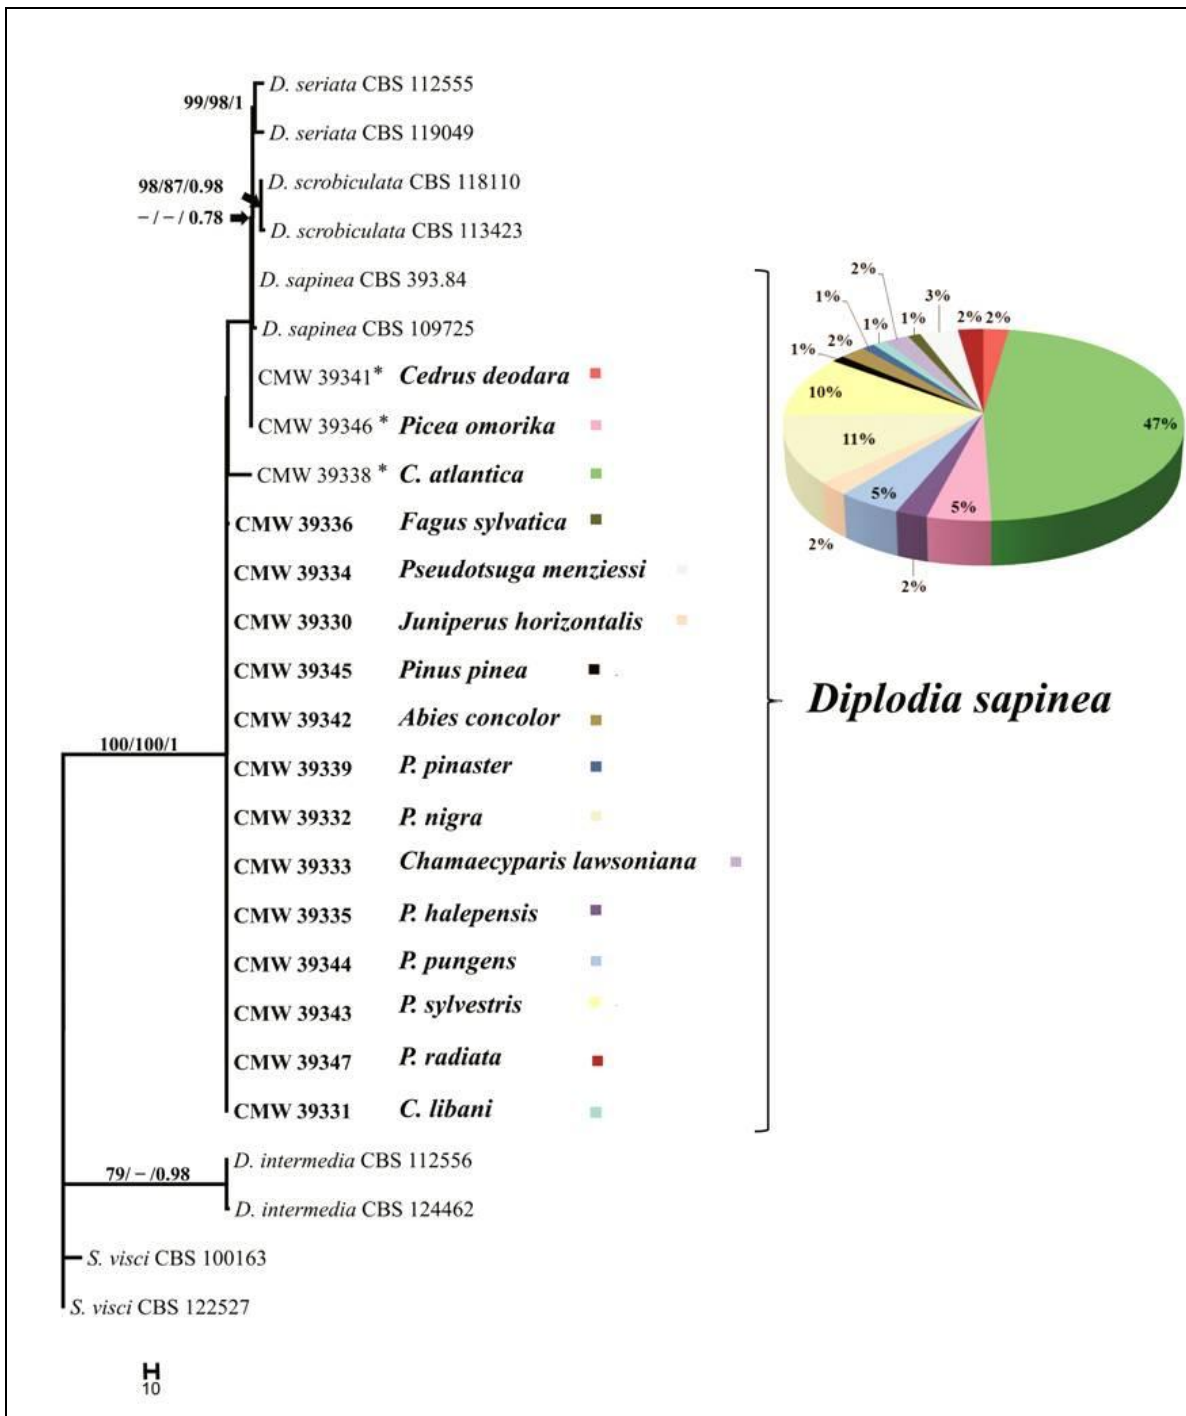 D. seriata CBS 112555
99/98/1
D. seriata CBS 119049
98/87/0.98
D. scrobiculata CBS 118110
–/–/0.78
D. scrobiculata CBS 113423
D. sapinea CBS 393.84
D. sapinea CBS 109725
CMW 39341* Cedrus deodara
CMW 39346 * Picea omorika
CMW 39338 * C. atlantica
CMW 39336 Fagus sylvatica
CMW 39334 Pseudotsuga menziessi
CMW 39330 Juniperus horizontalis
CMW 39345 Pinus pinea
CMW 39342 Abies concolor
CMW 39339 P. pinaster
CMW 39332 P. nigra
CMW 39333 Chamaecyparis lawsoniana
CMW 39335 P. halepensis
CMW 39344 P. pungens
CMW 39343 P. sylvestris
CMW 39347 P. radiata
CMW 39331 C. libani
100/100/1
D. intermedia CBS 112556
79/ – /0.98
D. intermedia CBS 124462
S. visci CBS 100163
S. visci CBS 122527
10
Diplodia sapinea
2%
47%
5%
2%
5%
2%
11%
10%
1%
2%
1%
1%
2%
1%
3%
2%